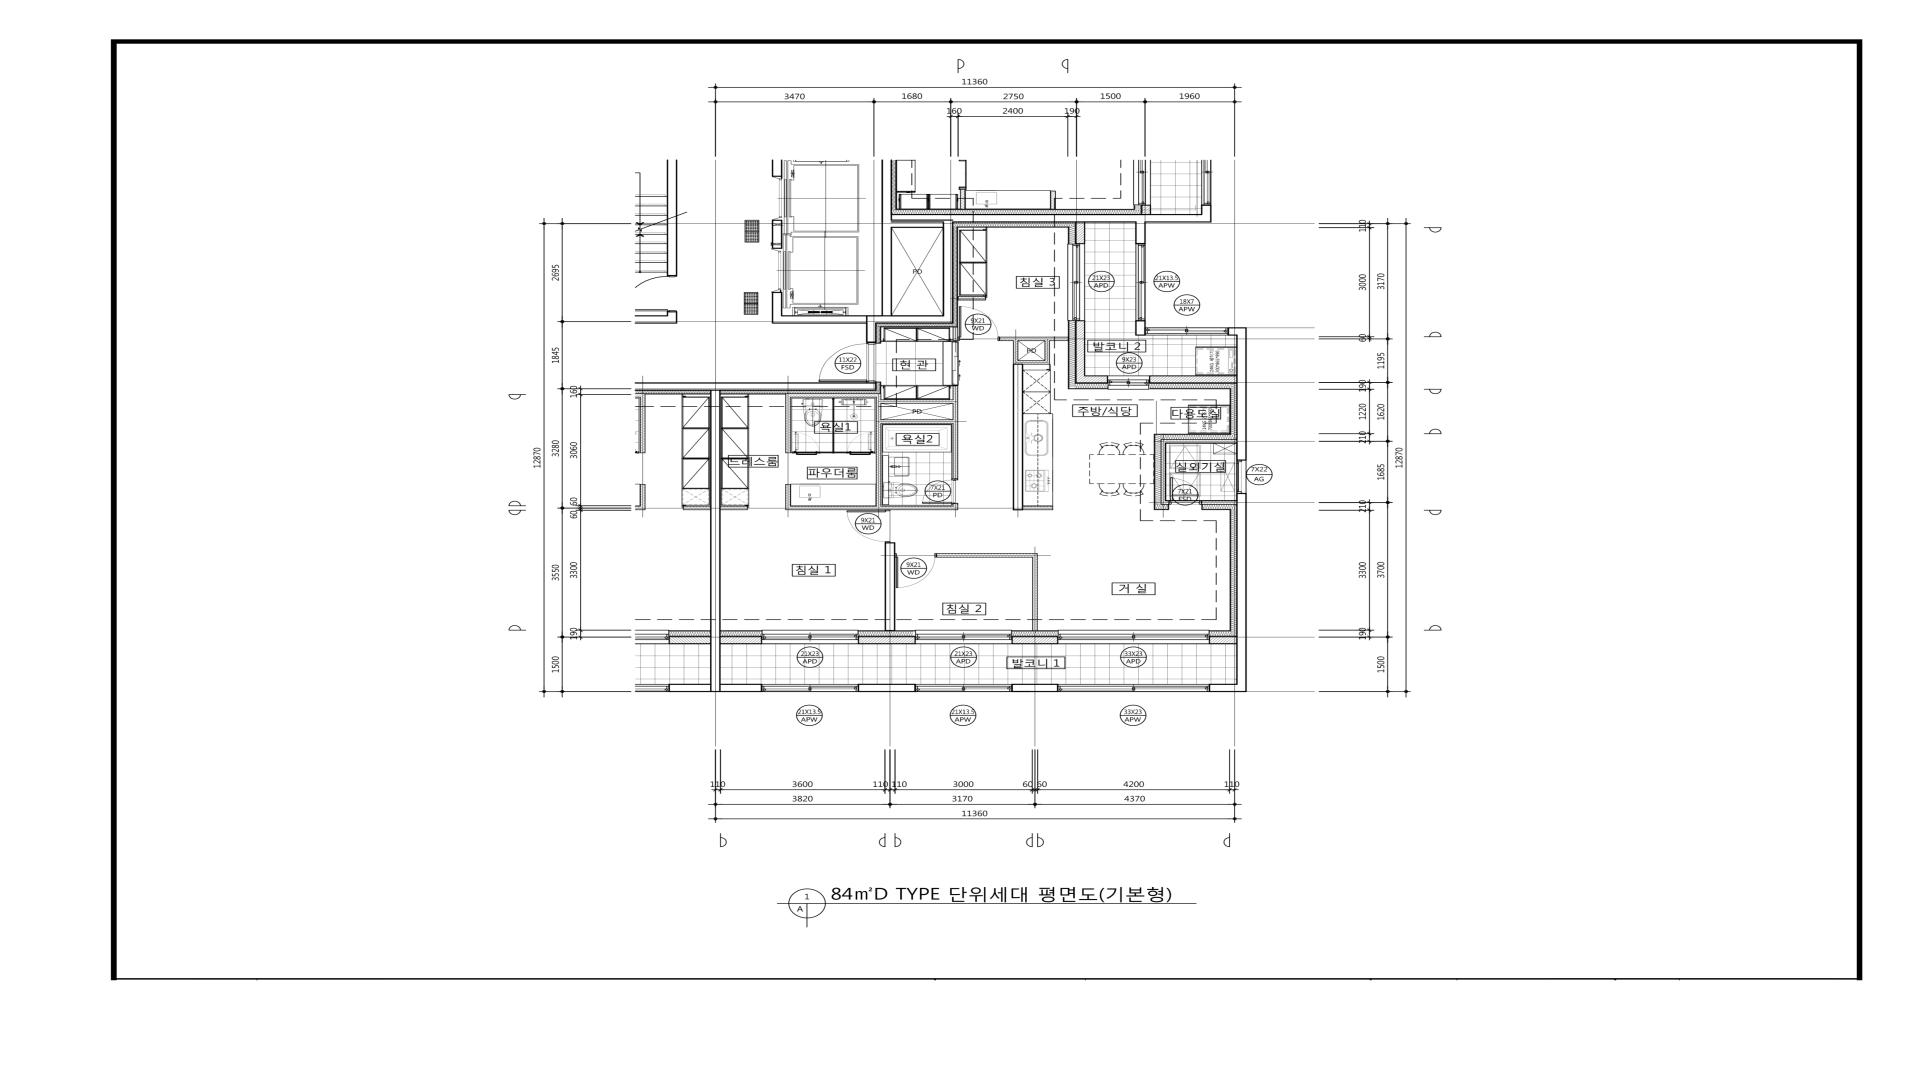 11360
3470 1680 2750 1500 1960
160 2400 190
2695
1845
160
3280
3060
12870
60
60
3550
3300
190
1500
110
3000
3170
60
1195
190
1220
1620
210
1685
12870
210
3300
3700
190
1500
PD
침실 3
21X23
APD
21X13.5
APW
18X7
APW
9X21
WD
PD
발코니 2
9X23
APD
11X22
FSD
현 관
PD
주방/식당
다용도실
욕실1
욕실2
드레스룸
파우더룸
실외기실
7X22
AG
7X21
PD
7X21
FSD
9X21
WD
침실 1
9X21
WD
침실 2
거 실
21X23
APD
21X23
APD
발코니 1
33X23
APD
21X13.5
APW
21X13.5
APW
33X23
APW
110 3600 110 110 3000 60 60 4200 110
3820 3170 4370
11360
1
A
84㎡D TYPE 단위세대 평면도(기본형)